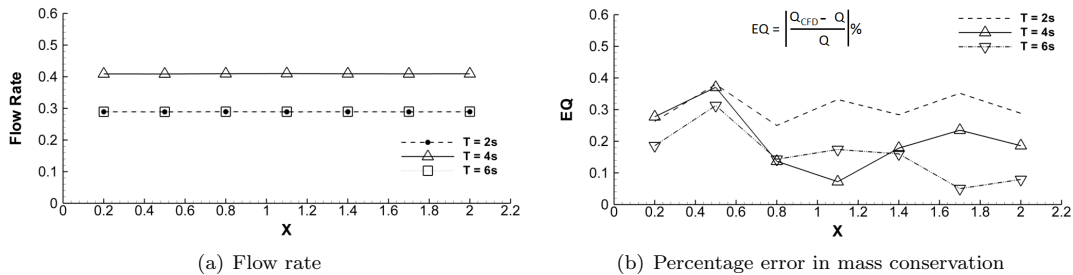 Flow Rate
0.6
0.5
0.4
0.3
0.2
0.1
0
0 0.2 0.4 0.6 0.8 1 1.2 1.4 1.6 1.8 2 2.2
X
T = 2s
T = 4s
T = 6s
(a) Flow rate
EQ
0.6
0.5
0.4
0.3
0.2
0.1
0
0 0.2 0.4 0.6 0.8 1 1.2 1.4 1.6 1.8 2 2.2
X
EQ = | Q_CFD - Q / Q | %
T = 2s
T = 4s
T = 6s
(b) Percentage error in mass conservation